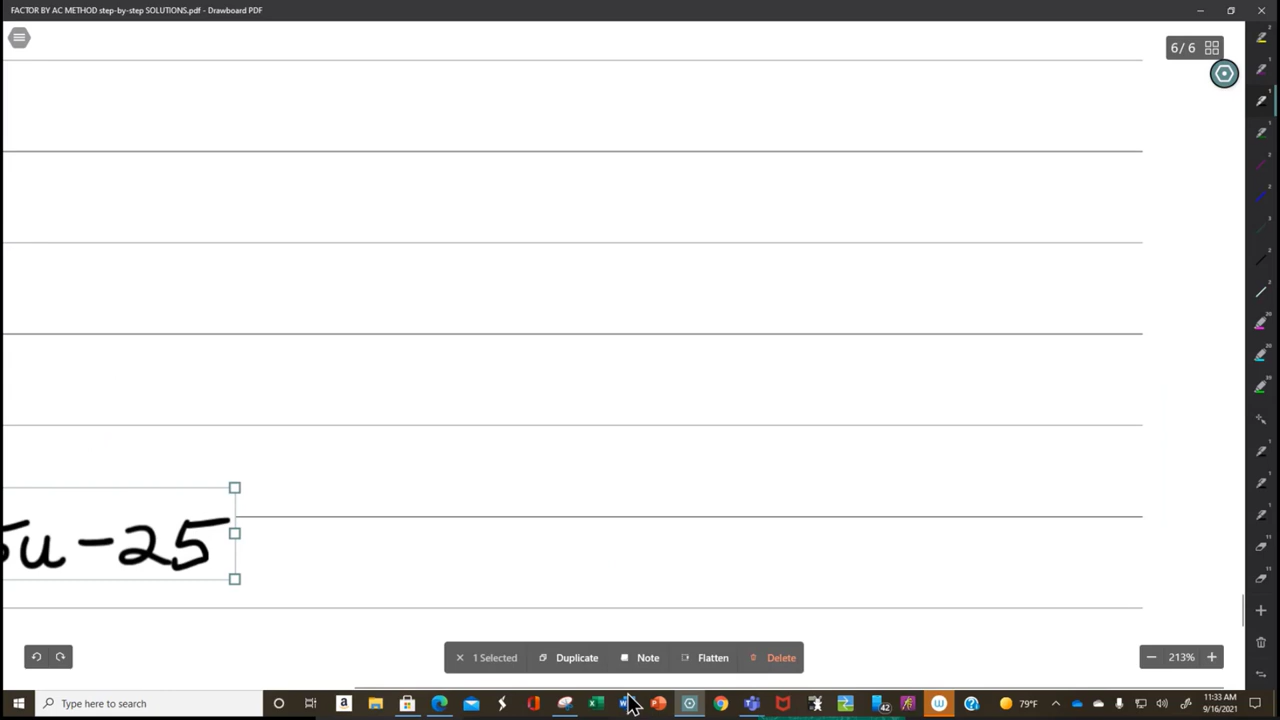 FACTOR BY AC METHOD step-by-step SOLUTIONS.pdf - Drawboard PDF
6/6
5u-25
1 Selected
Duplicate
Note
Flatten
Delete
213%
Type here to search
79°F
11:33 AM
9/16/2021